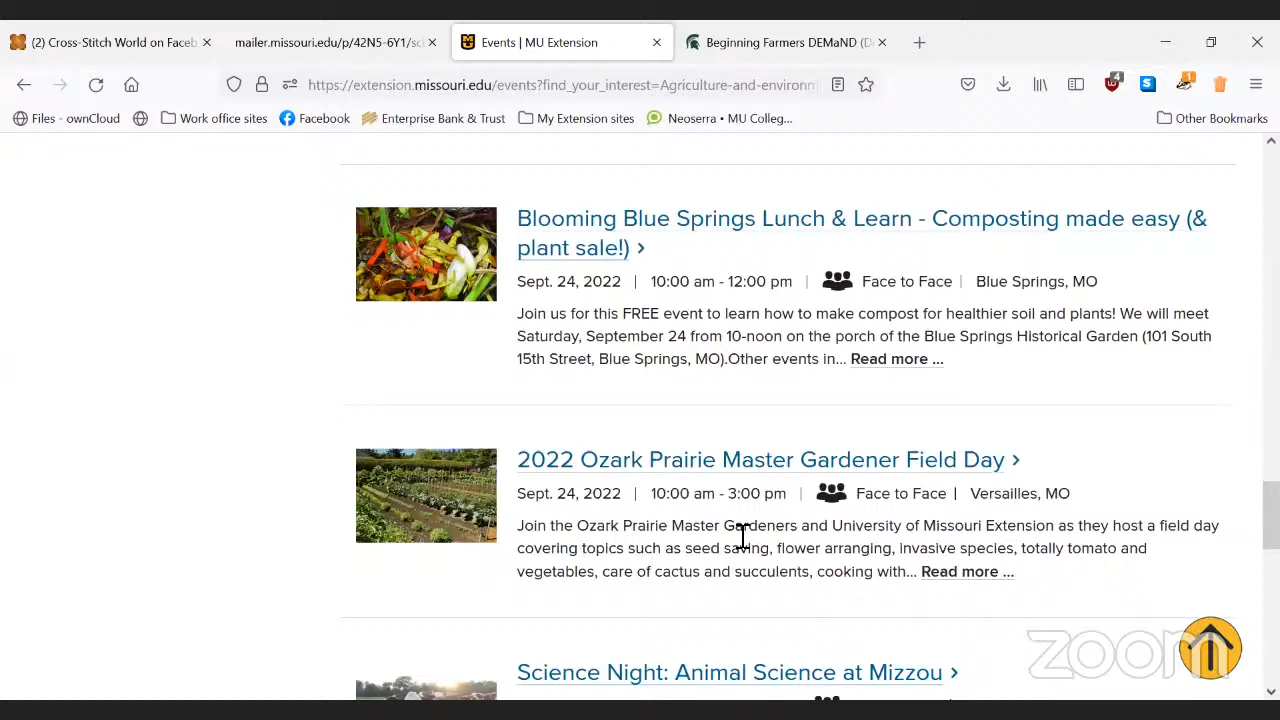 (2) Cross-Stitch World on Faceb
mailer.missouri.edu/p/42N5-6Y1/sc
Events | MU Extension
Beginning Farmers DEMaND (D
https://extension.missouri.edu/events?find_your_interest=Agriculture-and-environm
4
S
1
Files - ownCloud
Work office sites
Facebook
Enterprise Bank & Trust
My Extension sites
Neoserra • MU Colleg...
Other Bookmarks
Blooming Blue Springs Lunch & Learn - Composting made easy (&
plant sale!) ›
Sept. 24, 2022 | 10:00 am - 12:00 pm | Face to Face | Blue Springs, MO
Join us for this FREE event to learn how to make compost for healthier soil and plants! We will meet
Saturday, September 24 from 10-noon on the porch of the Blue Springs Historical Garden (101 South
15th Street, Blue Springs, MO).Other events in... Read more ...
2022 Ozark Prairie Master Gardener Field Day ›
Sept. 24, 2022 | 10:00 am - 3:00 pm | Face to Face | Versailles, MO
Join the Ozark Prairie Master Gardeners and University of Missouri Extension as they host a field day
covering topics such as seed saving, flower arranging, invasive species, totally tomato and
vegetables, care of cactus and succulents, cooking with... Read more ...
Science Night: Animal Science at Mizzou ›
zoom